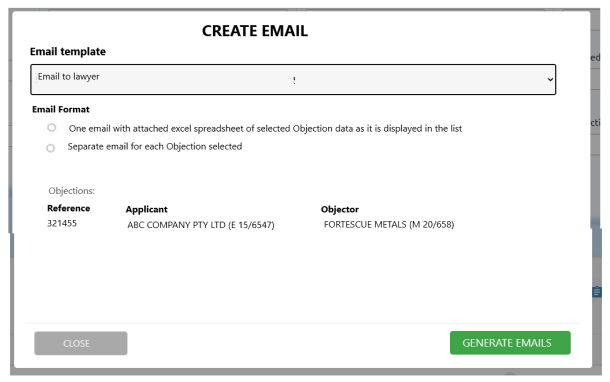 CREATE EMAIL
Email template
Email to lawyer
Email Format
One email with attached excel spreadsheet of selected Objection data as it is displayed in the list
Separate email for each Objection selected
Objections:
Reference Applicant Objector
321455 ABC COMPANY PTY LTD (E 15/6547) FORTESCUE METALS (M 20/658)
CLOSE GENERATE EMAILS